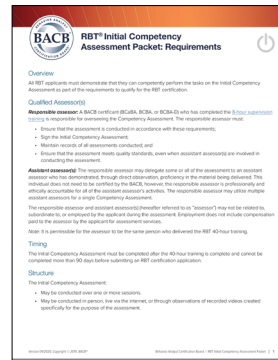 CERTIFIED ANALYST
BACB
RBT® Initial Competency
Assessment Packet: Requirements
Overview
All RBT applicants must demonstrate that they can competently perform the tasks on the Initial Competency
Assessment as part of the requirements to qualify for the RBT certification.
Qualified Assessor(s)
Responsible assessor: A BACB certificant (BCaBA, BCBA, or BCBA-D) who has completed the 8-hour supervision
training is responsible for overseeing the Competency Assessment. The responsible assessor must:
• Ensure that the assessment is conducted in accordance with these requirements;
• Sign the Initial Competency Assessment;
• Maintain records of all assessments conducted; and
• Ensure that the assessment meets quality standards, even when assistant assessor(s) are involved in
conducting the assessment.
Assistant assessor(s): The responsible assessor may delegate some or all of the assessment to an assistant
assessor who has demonstrated, through direct observation, proficiency in the material being delivered. This
individual does not need to be certified by the BACB; however, the responsible assessor is professionally and
ethically accountable for all of the assistant assessor's activities. The responsible assessor may utilize multiple
assistant assessors for a single Competency Assessment.
The responsible assessor and assistant assessor(s) (hereafter referred to as "assessor") may not be related to,
subordinate to, or employed by the applicant during the assessment. Employment does not include compensation
paid to the assessor by the applicant for assessment services.
Note: It is permissible for the assessor to be the same person who delivered the RBT 40-hour training.
Timing
The Initial Competency Assessment must be completed after the 40-hour training is complete and cannot be
completed more than 90 days before submitting an RBT certification application.
Structure
The Initial Competency Assessment:
• May be conducted over one or more sessions.
• May be conducted in person, live via the internet, or through observations of recorded videos created
specifically for the purpose of the assessment.
Behavior Analyst Certification Board | RBT Initial Competency Assessment Packet | 1